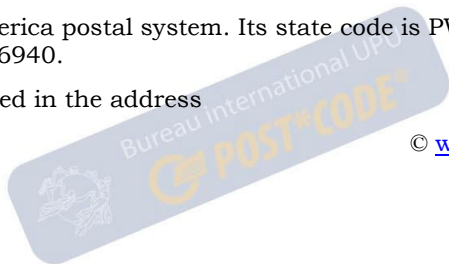 erica postal system. Its state code is PW
6940.
ed in the address
Bureau international UPU
POST*CODE®
© w